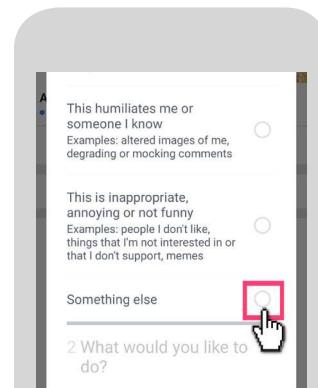 A
This humiliates me or
someone I know
Examples: altered images of me,
degrading or mocking comments
This is inappropriate,
annoying or not funny
Examples: people I don't like,
things that I'm not interested in or
that I don't support, memes
Something else
2 What would you like to
do?